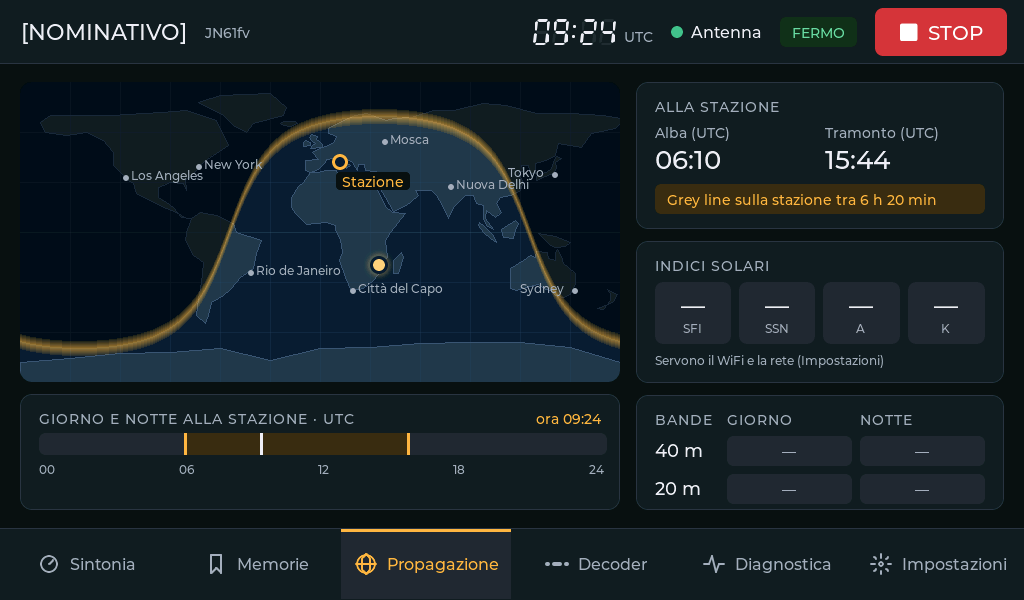 [NOMINATIVO] JN61fv 09:24 UTC Antenna FERMO STOP
Mosca
New York
Los Angeles
Tokyo
Nuova Delhi
Stazione
Rio de Janeiro
Città del Capo
Sydney
ALLA STAZIONE
Alba (UTC) Tramonto (UTC)
06:10 15:44
Grey line sulla stazione tra 6 h 20 min
INDICI SOLARI
— — — —
SFI SSN A K
Servono il WiFi e la rete (Impostazioni)
GIORNO E NOTTE ALLA STAZIONE · UTC ora 09:24
00 06 12 18 24
BANDE GIORNO NOTTE
40 m — —
20 m — —
Sintonia Memorie Propagazione Decoder Diagnostica Impostazioni